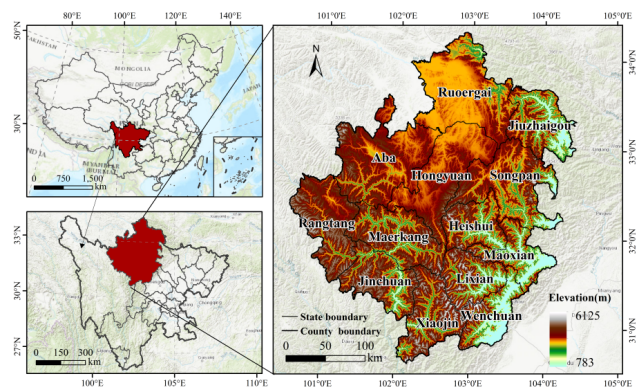 80°E 100°E 120°E
50°N
30°N
MONGOLIA
0 750 1,500
km
33°N
30°N
27°N
0 150 300
km
100°E 105°E 110°E
101°0'E 102°0'E 103°0'E 104°0'E 105°0'E
N
34°0'N
33°0'N
32°0'N
31°0'N
Ruoergai
Jiuzhaigou
Aba
Hongyuan
Songpan
Rangtang
Heishui
Maerkang
Maoxian
Jinchuan
Lixian
Wenchuan
Xiaojin
State boundary
County boundary
0 50 100
km
Elevation(m)
6125
783
101°0'E 102°0'E 103°0'E 104°0'E 105°0'E